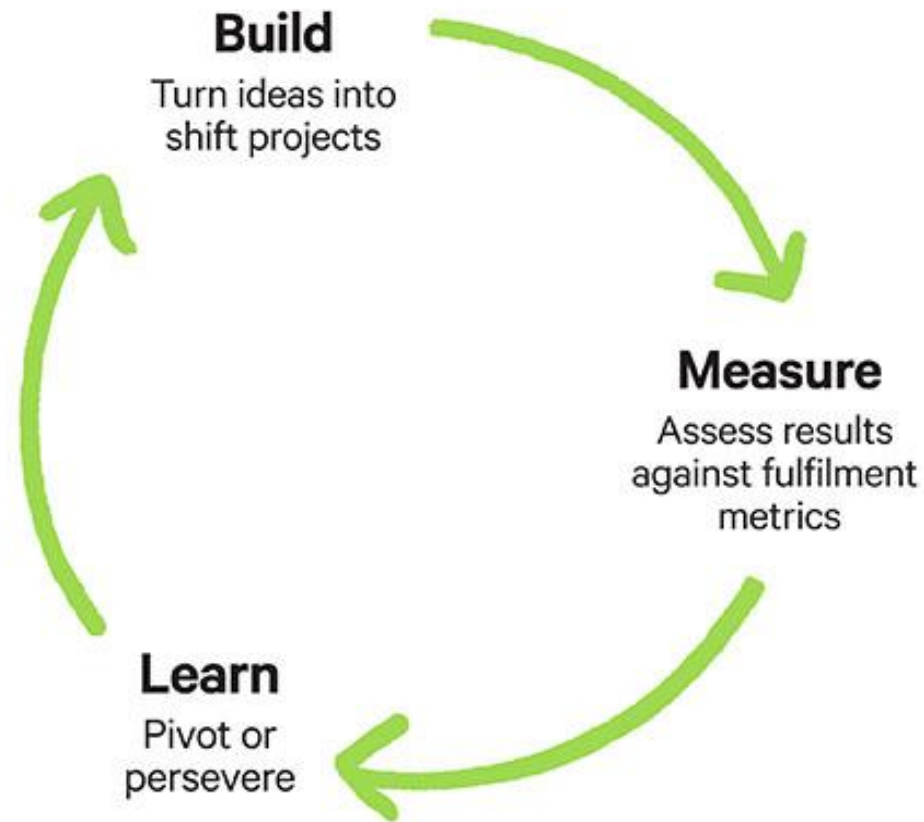 Build
Turn ideas into
shift projects
Measure
Assess results
against fulfilment
metrics
Learn
Pivot or
persevere